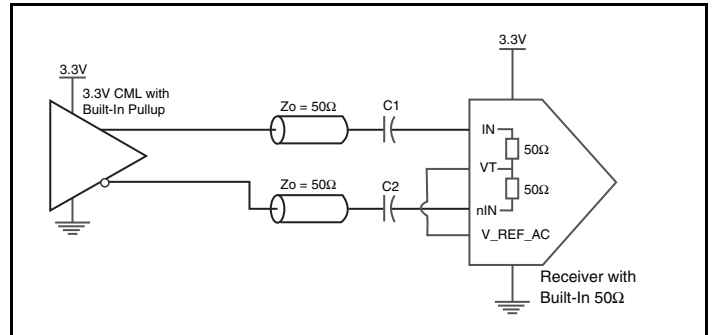 3.3V
3.3V
3.3V CML with
Built-In Pullup
Zo = 50Ω
C1
IN
50Ω
VT
Zo = 50Ω
C2
50Ω
nIN
V_REF_AC
Receiver with
Built-In 50Ω